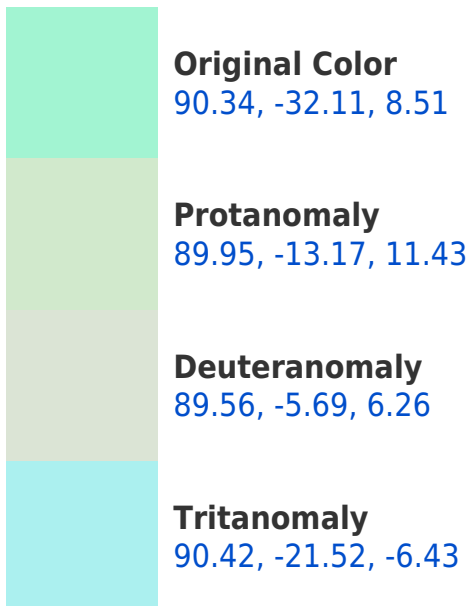 Original Color
90.34, -32.11, 8.51
Protanomaly
89.95, -13.17, 11.43
Deuteranomaly
89.56, -5.69, 6.26
Tritanomaly
90.42, -21.52, -6.43